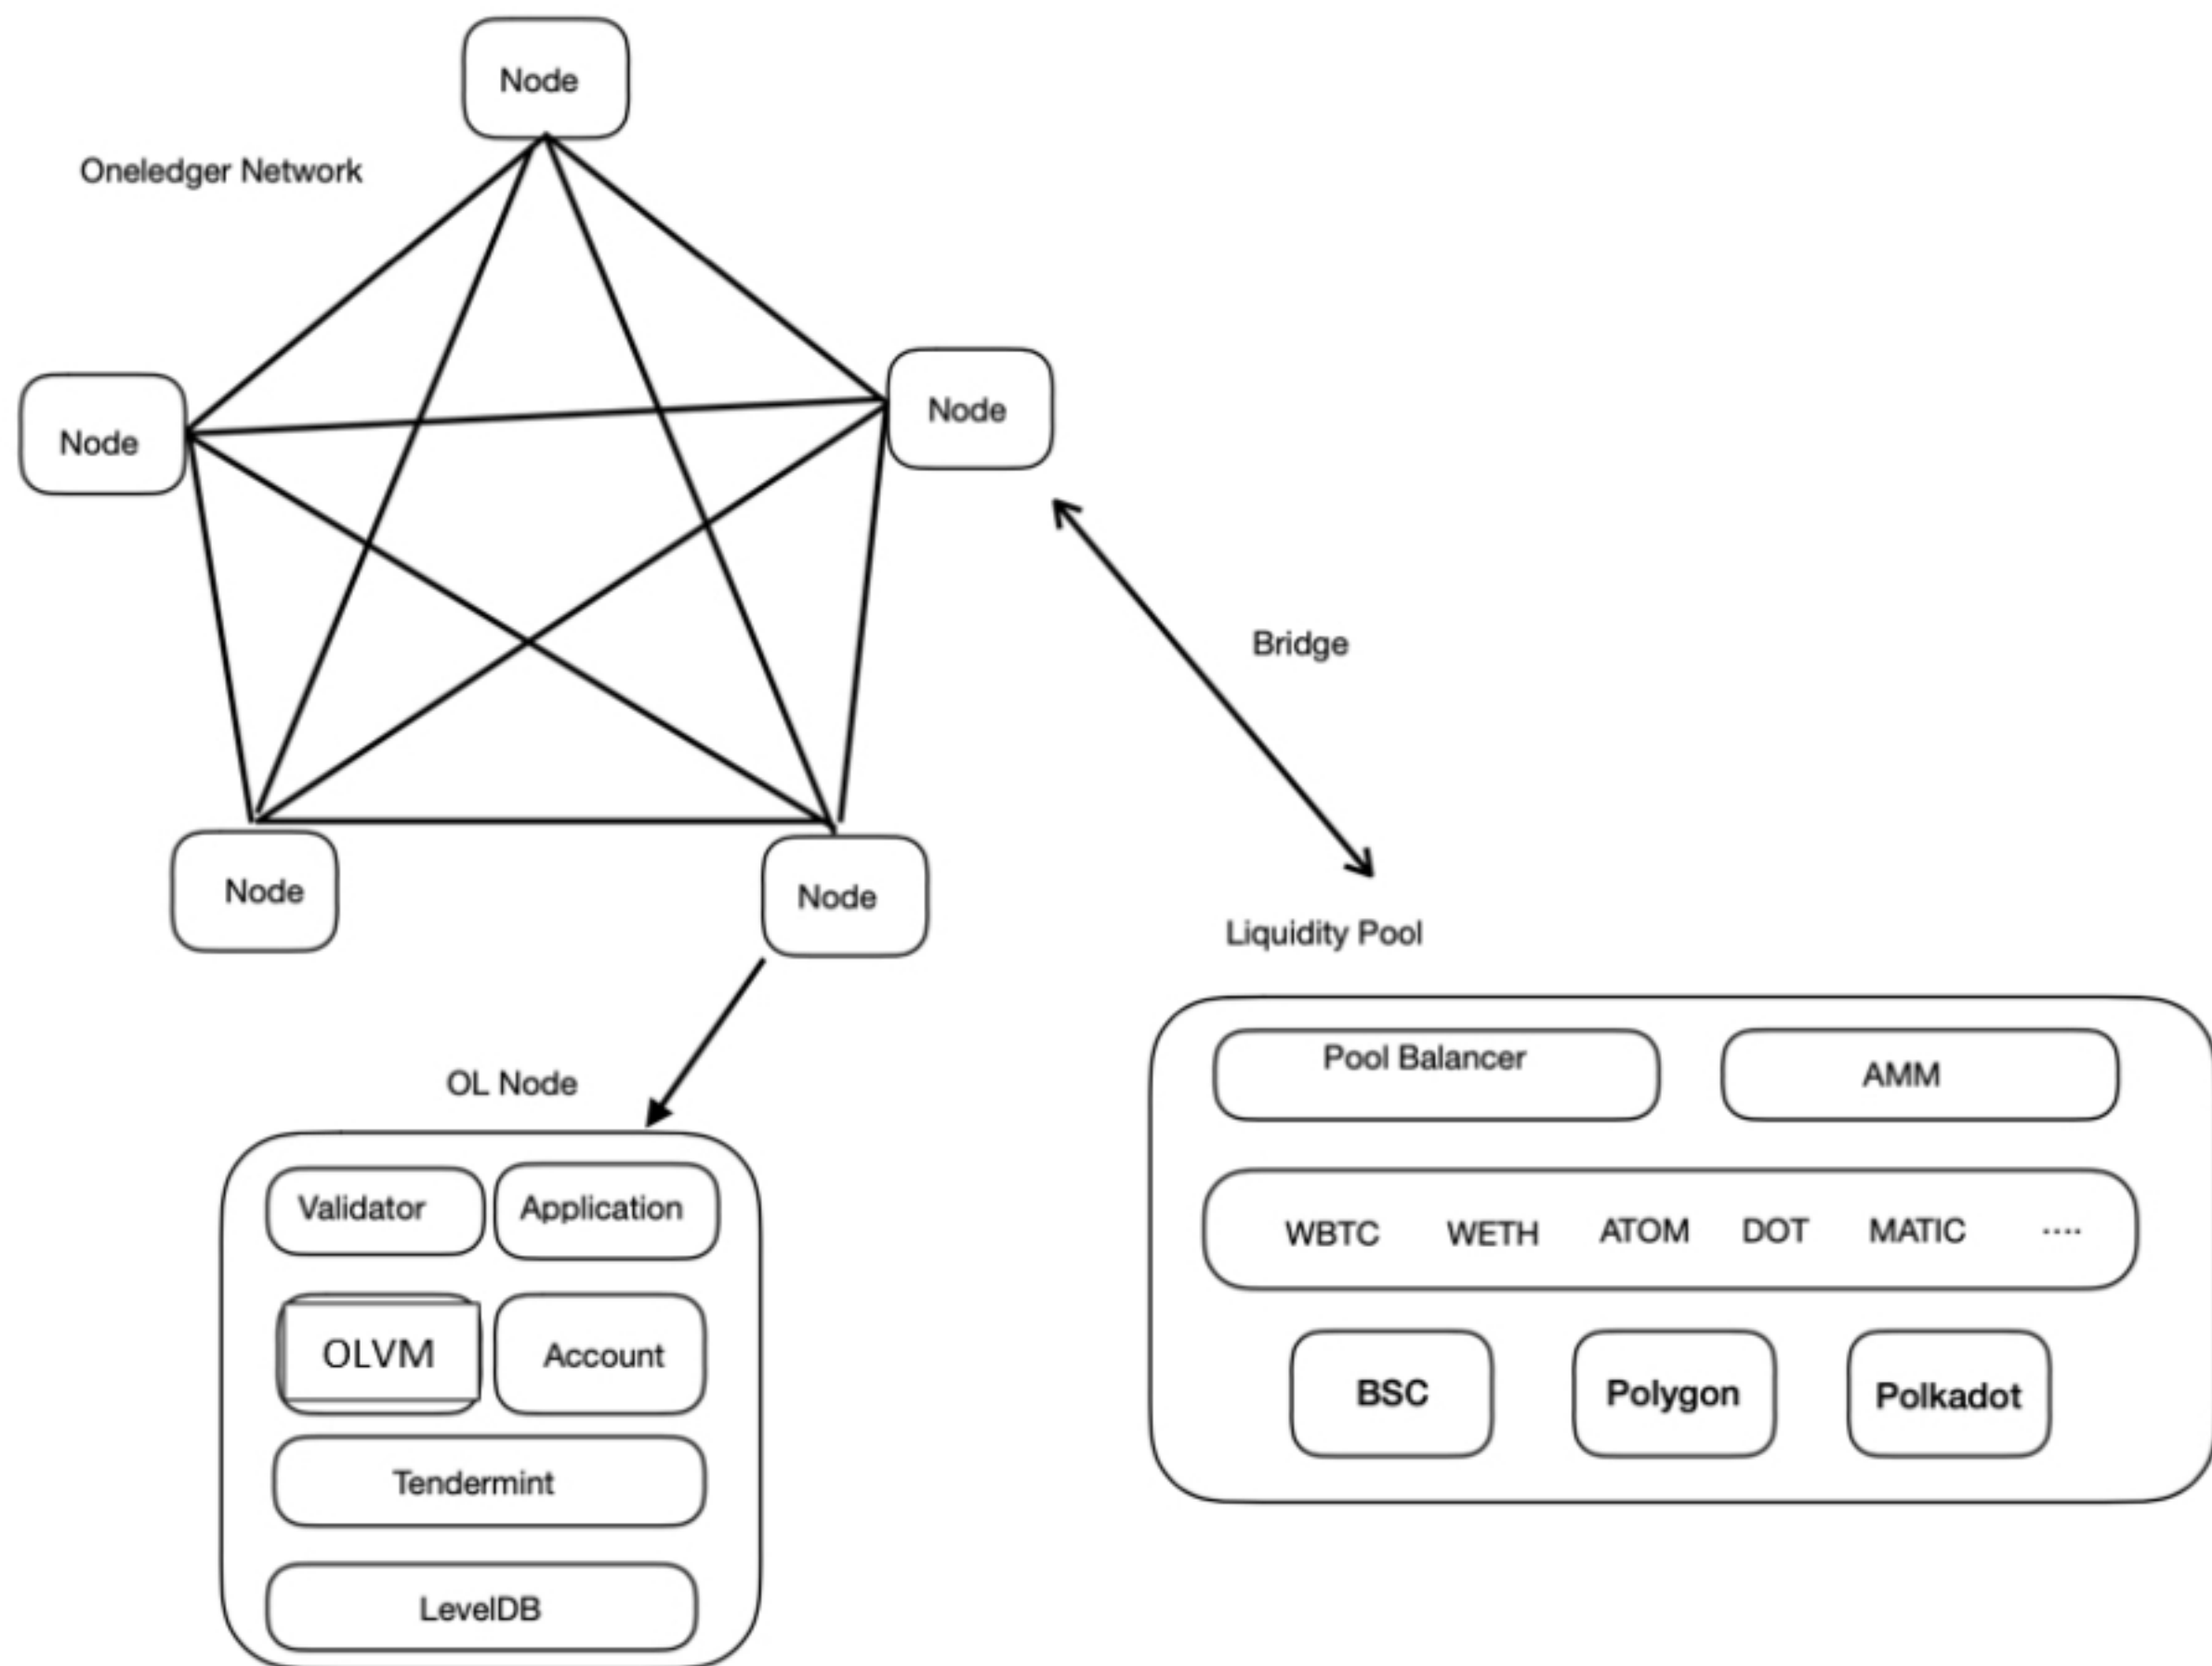 Node
Oneledger Network
Node
Node
Bridge
Node
Node
Liquidity Pool
OL Node
Pool Balancer
AMM
Validator
Application
WBTC WETH ATOM DOT MATIC ....
OLVM
Account
BSC
Polygon
Polkadot
Tendermint
LevelDB